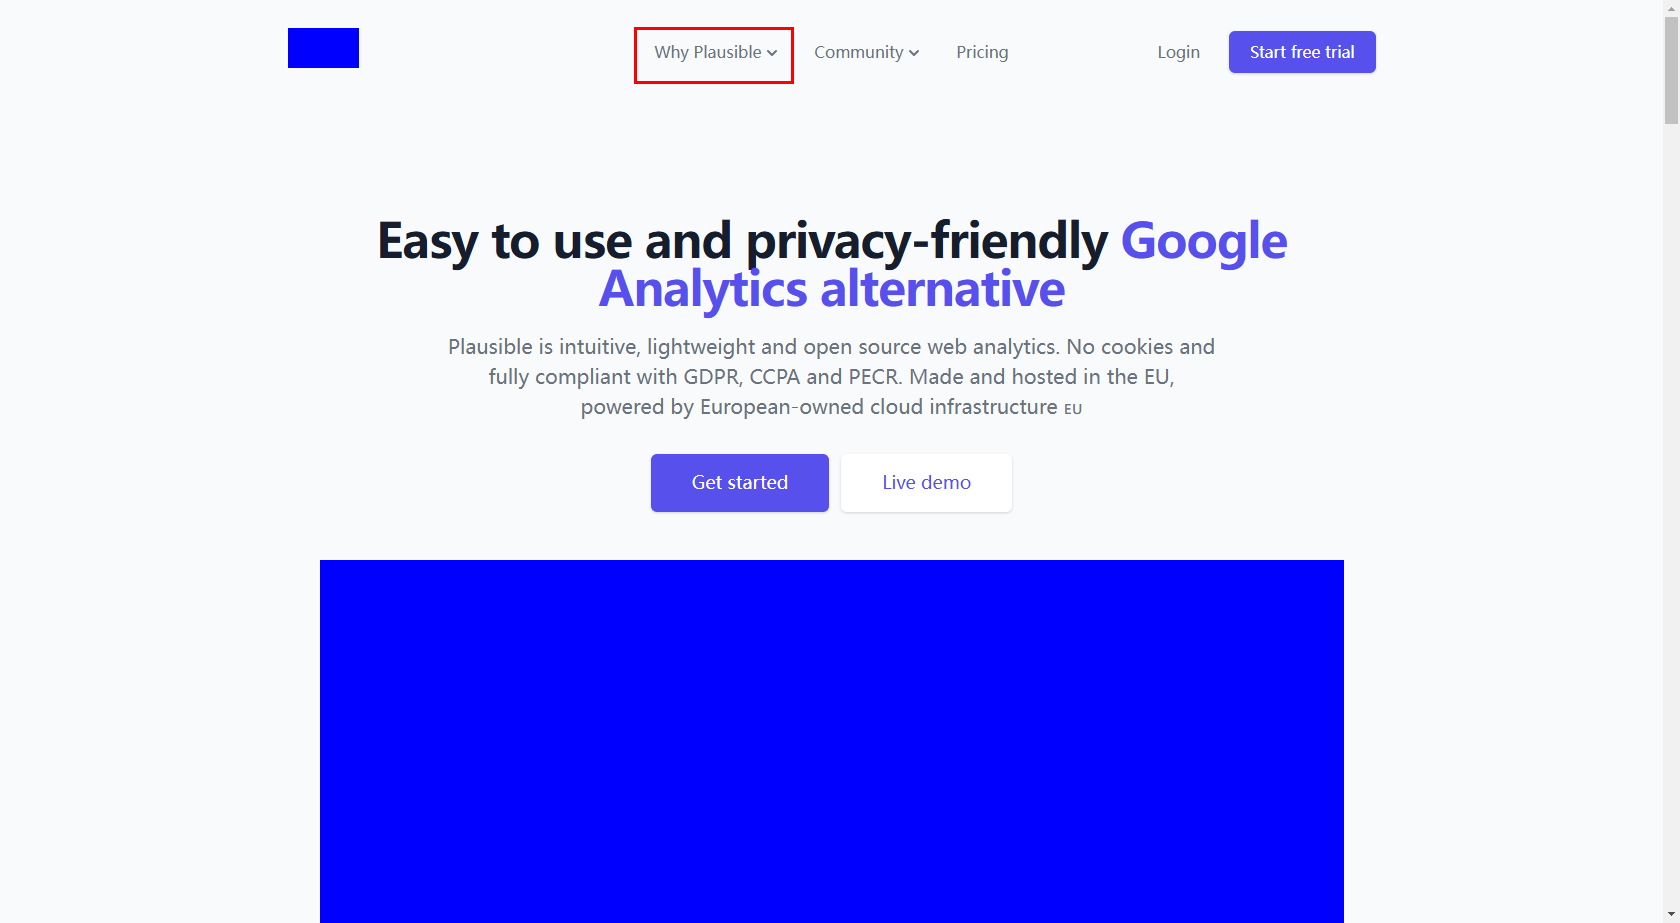 Why Plausible
Community
Pricing
Login
Start free trial
Easy to use and privacy-friendly Google
Analytics alternative
Plausible is intuitive, lightweight and open source web analytics. No cookies and
fully compliant with GDPR, CCPA and PECR. Made and hosted in the EU,
powered by European-owned cloud infrastructure EU
Get started
Live demo